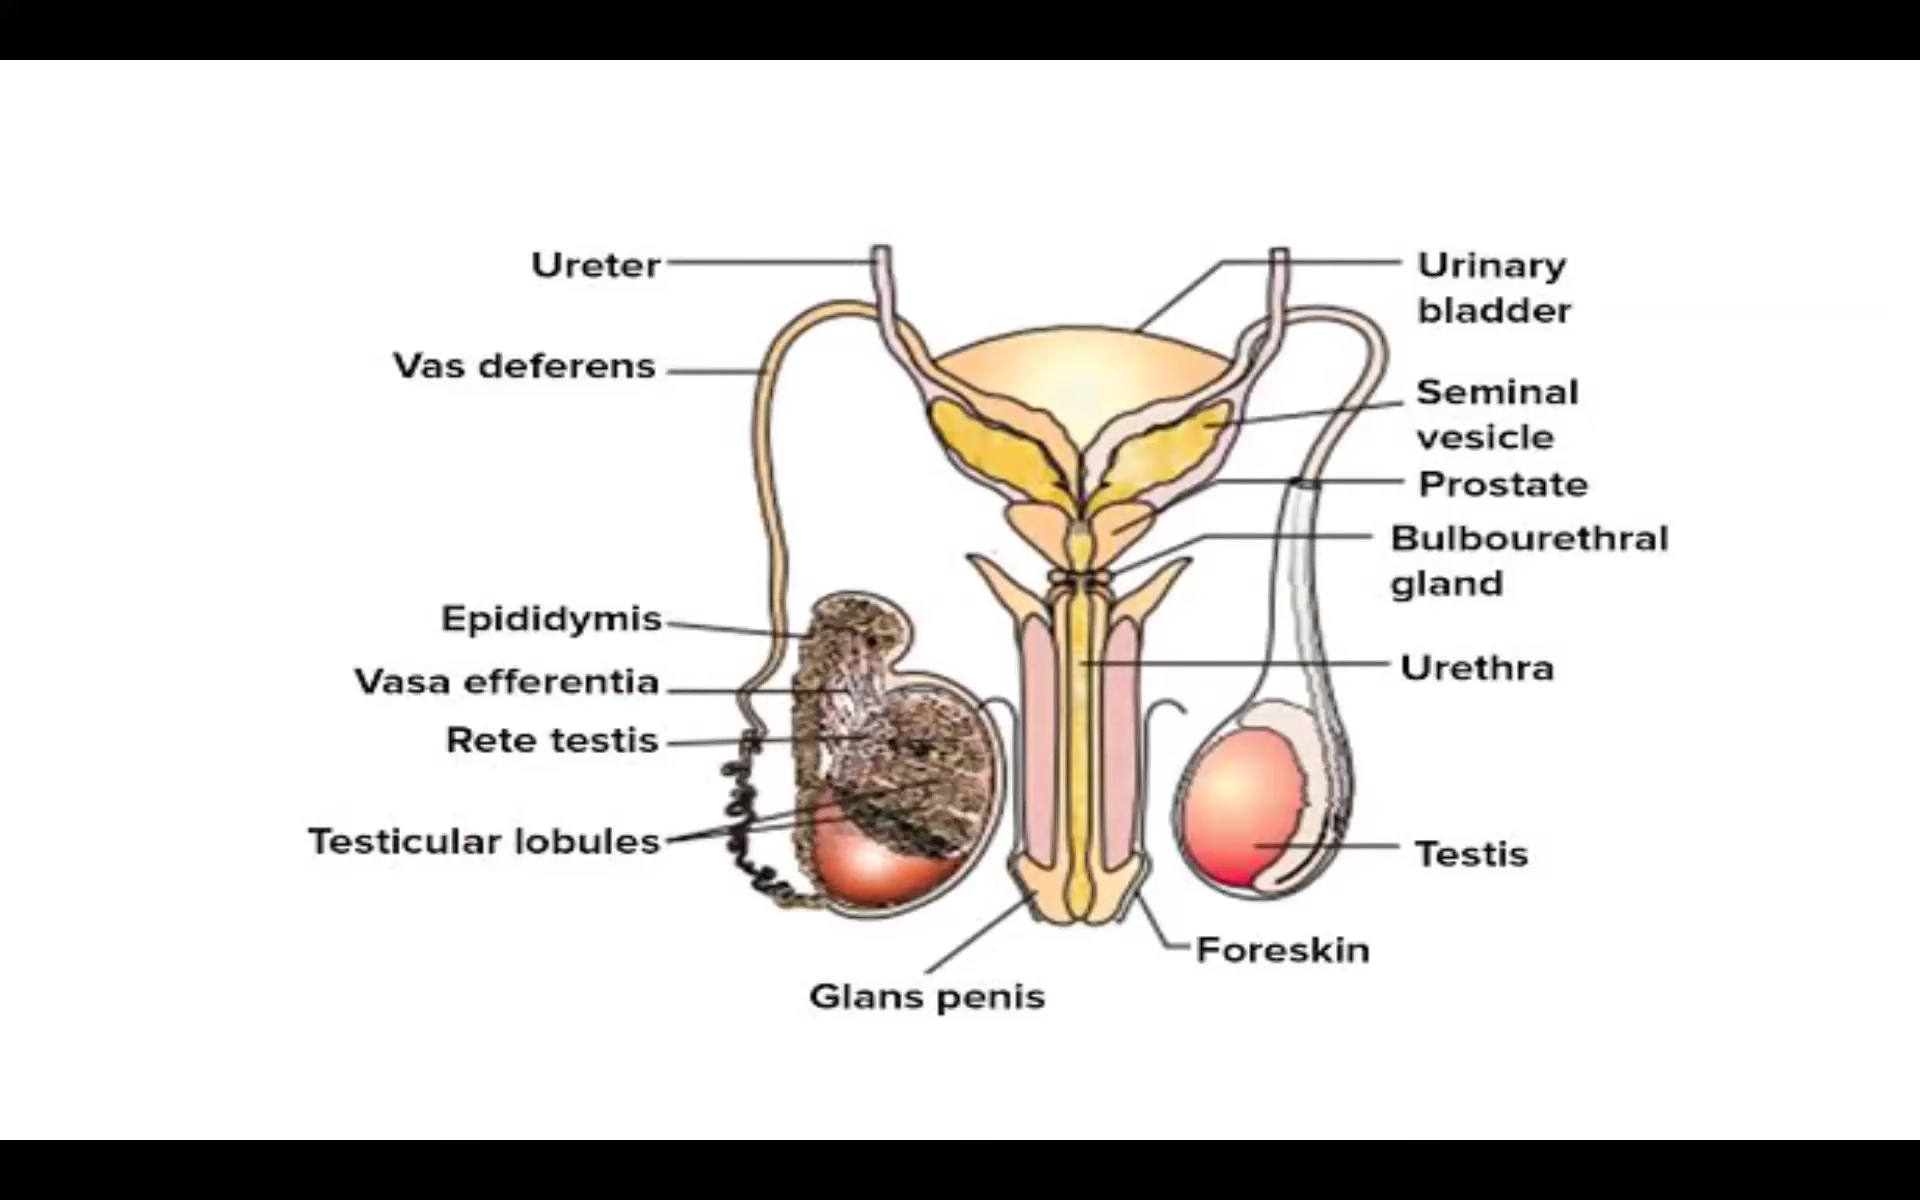 Ureter
Vas deferens
Epididymis
Vasa efferentia
Rete testis
Testicular lobules
Glans penis
Urinary
bladder
Seminal
vesicle
Prostate
Bulbourethral
gland
Urethra
Testis
Foreskin